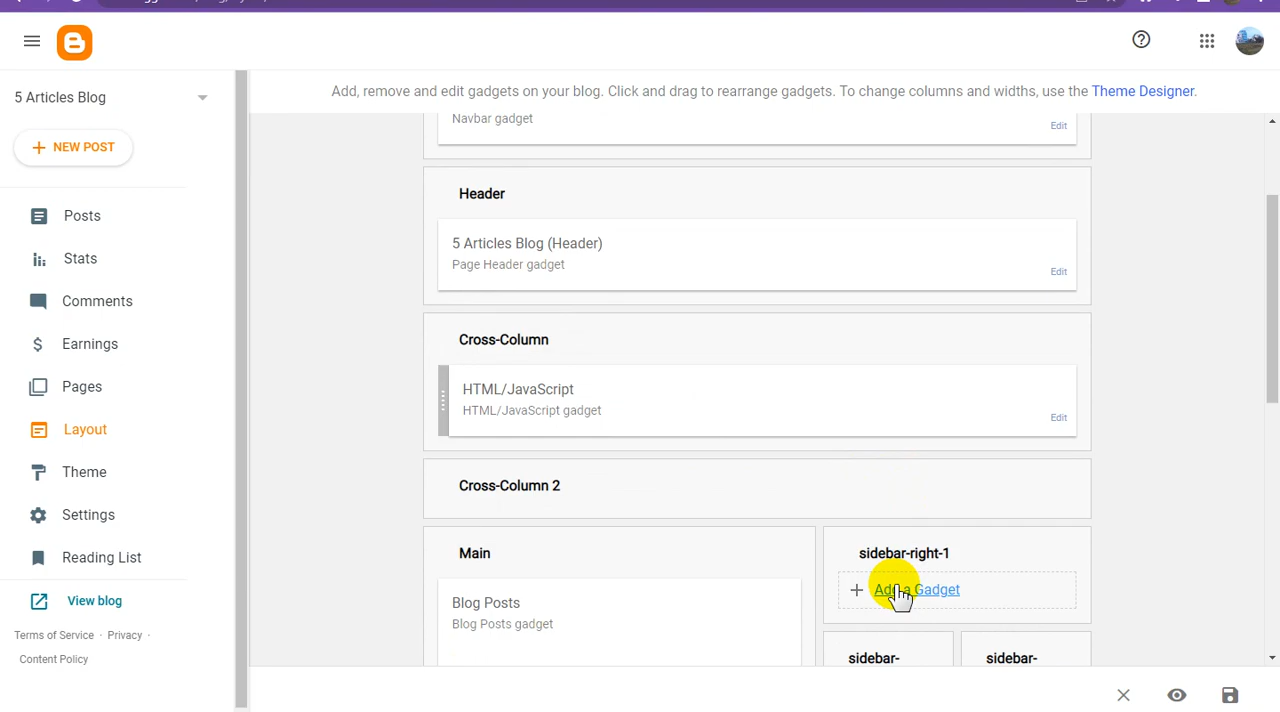 5 Articles Blog
NEW POST
Posts
Stats
Comments
Earnings
Pages
Layout
Theme
Settings
Reading List
View blog
Terms of Service · Privacy ·
Content Policy
Add, remove and edit gadgets on your blog. Click and drag to rearrange gadgets. To change columns and widths, use the Theme Designer.
Navbar gadget
Edit
Header
5 Articles Blog (Header)
Page Header gadget
Edit
Cross-Column
HTML/JavaScript
HTML/JavaScript gadget
Edit
Cross-Column 2
Main
Blog Posts
Blog Posts gadget
sidebar-right-1
Add a Gadget
sidebar-
sidebar-